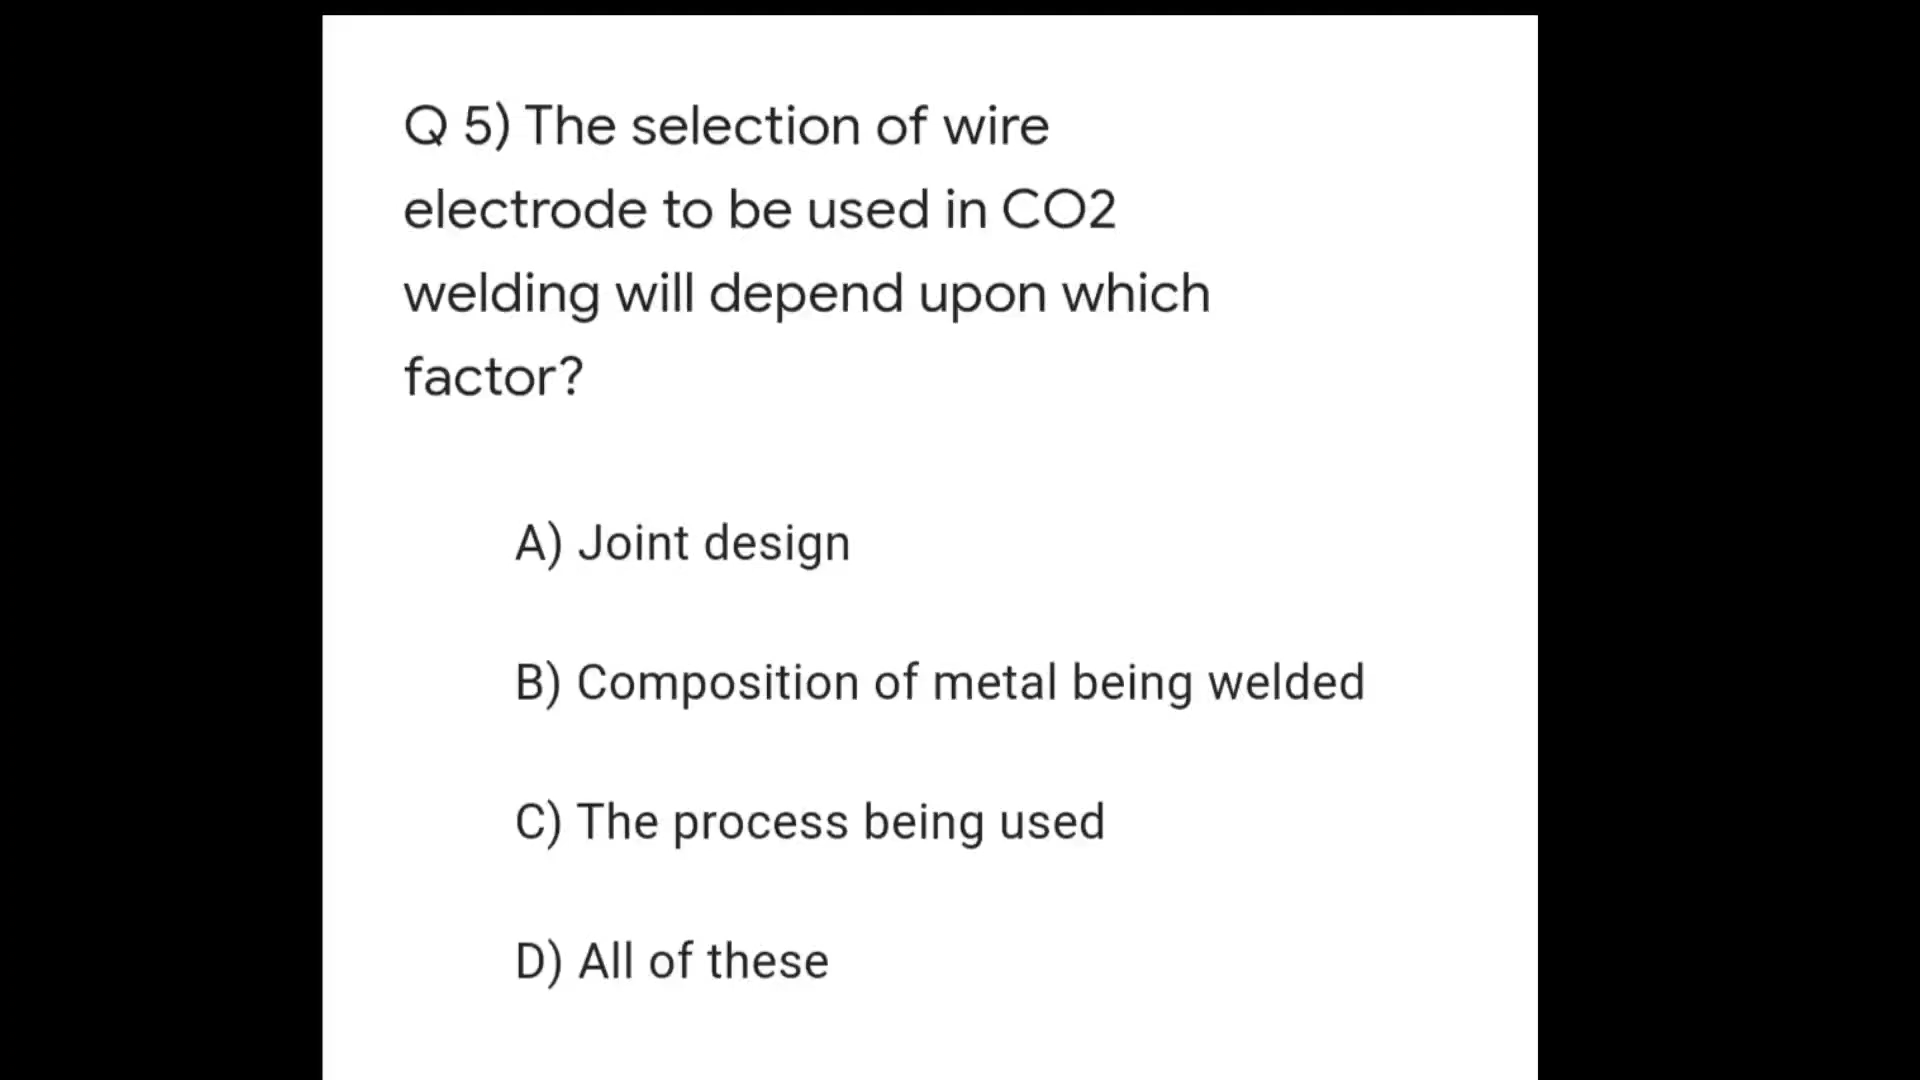 Q 5) The selection of wire
electrode to be used in CO2
welding will depend upon which
factor?
A) Joint design
B) Composition of metal being welded
C) The process being used
D) All of these